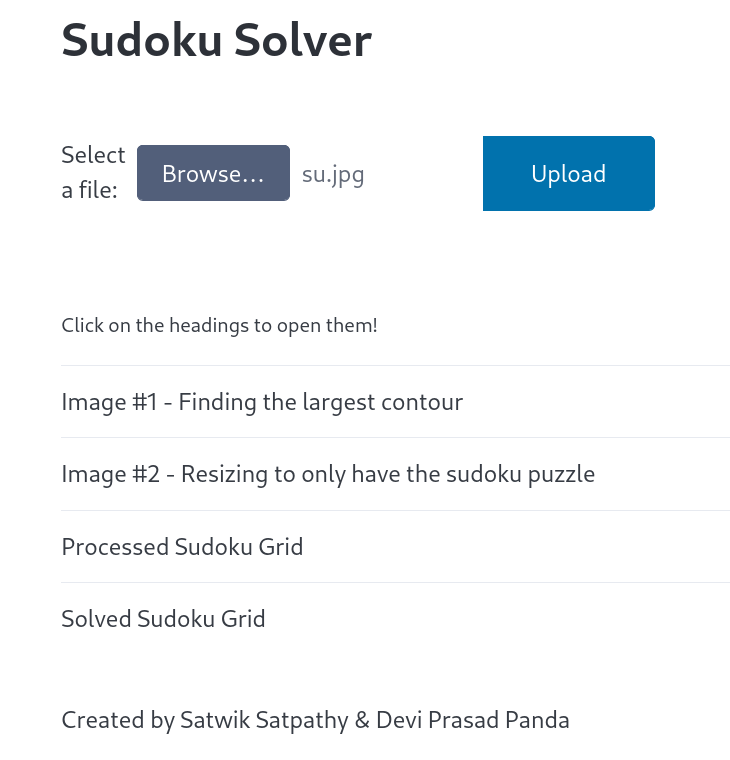 Sudoku Solver
Select
a file:
Browse...
su.jpg
Upload
Click on the headings to open them!
Image #1 - Finding the largest contour
Image #2 - Resizing to only have the sudoku puzzle
Processed Sudoku Grid
Solved Sudoku Grid
Created by Satwik Satpathy & Devi Prasad Panda